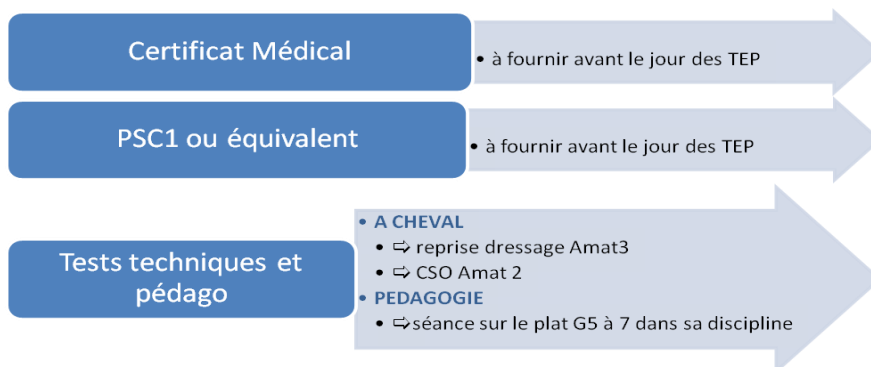 Certificat Médical
• à fournir avant le jour des TEP
PSC1 ou équivalent
• à fournir avant le jour des TEP
Tests techniques et
pédago
• A CHEVAL
• ⇨ reprise dressage Amat3
• ⇨ CSO Amat 2
• PEDAGOGIE
• ⇨séance sur le plat G5 à 7 dans sa discipline